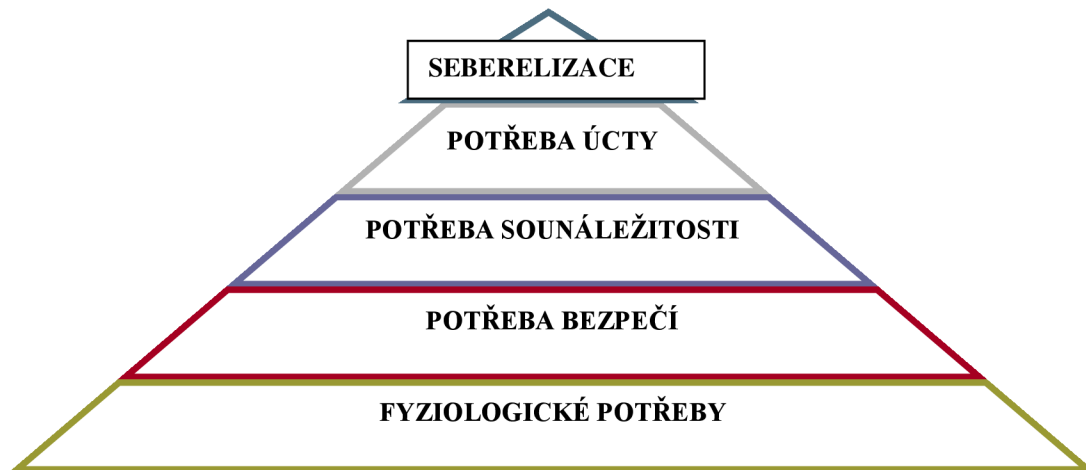 SEBERELIZACE
POTŘEBA ÚCTY
POTŘEBA SOUNÁLEŽITOSTI
POTŘEBA BEZPEČÍ
FYZIOLOGICKÉ POTŘEBY